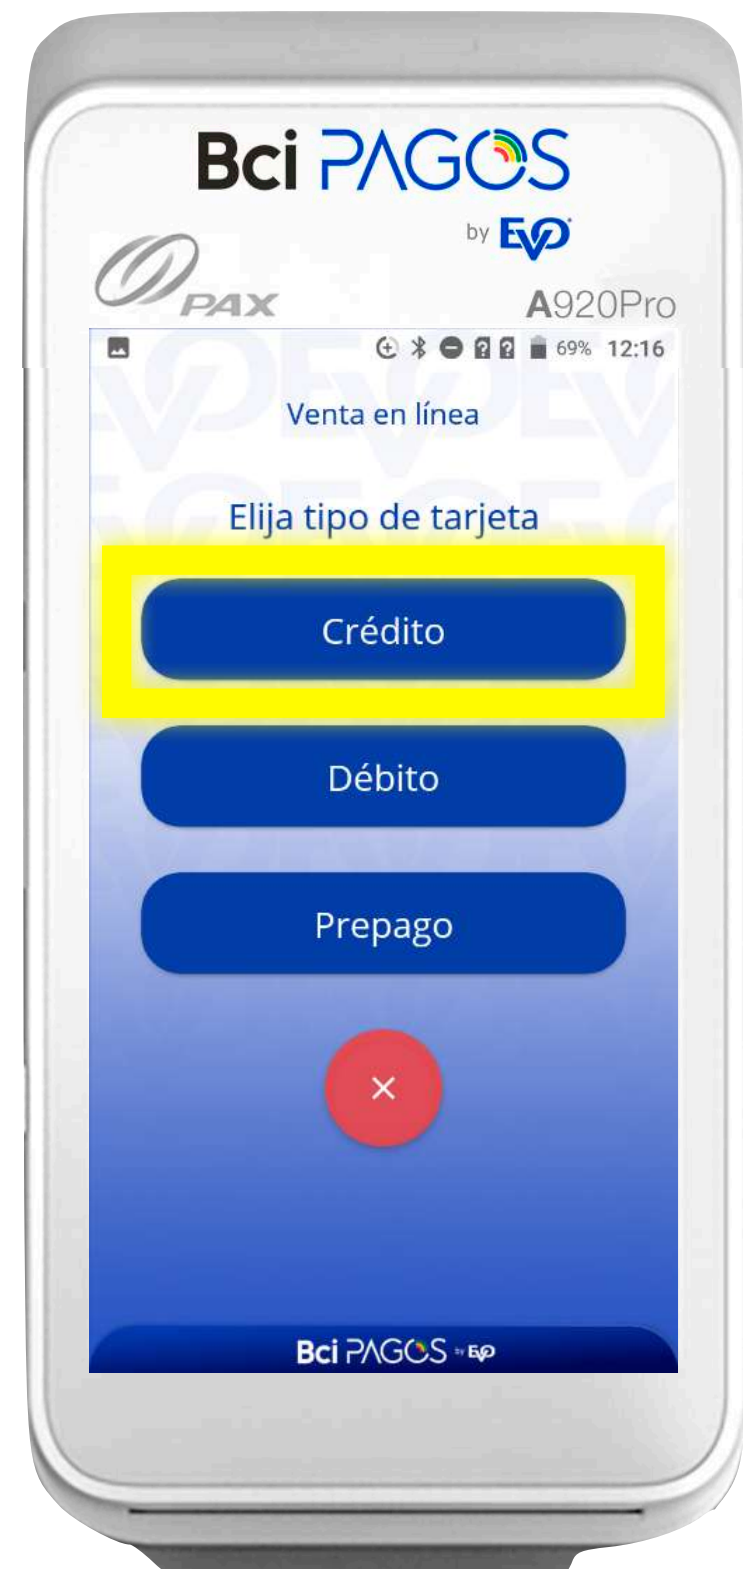 Bci PAGOS
by EVO
PAX
A920Pro
69% 12:16
Venta en línea
Elija tipo de tarjeta
Crédito
Débito
Prepago
Bci PAGOS by EVO